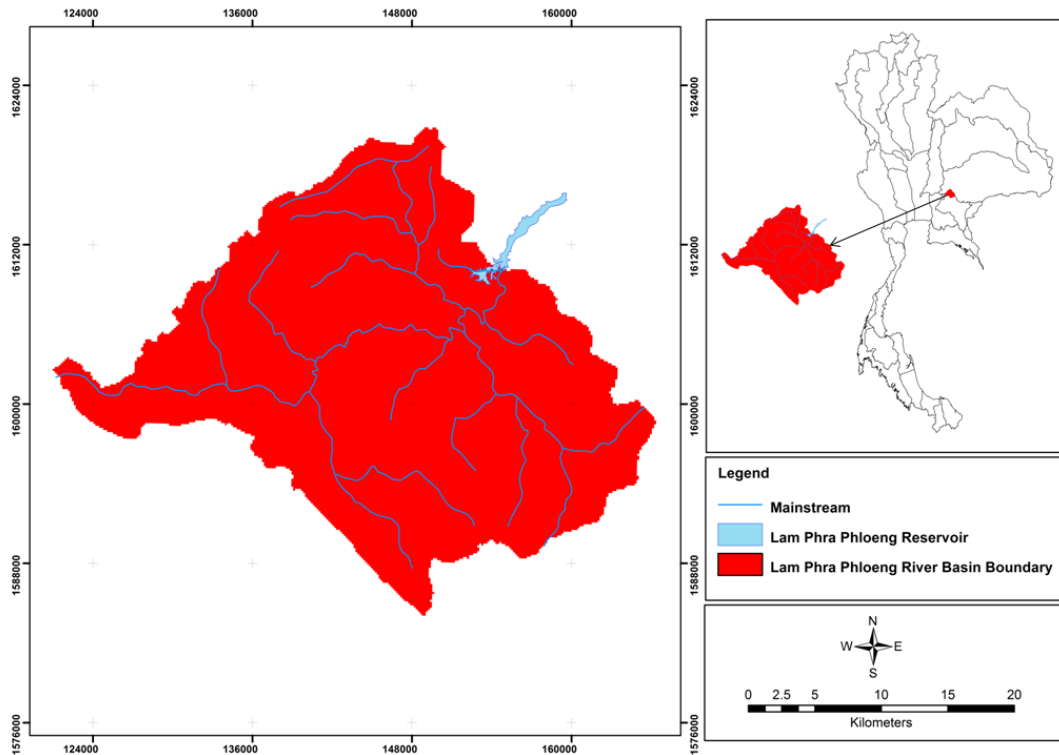 124000 136000 148000 160000
1624000
1612000
1600000
1588000
1576000
1624000
1612000
1600000
1588000
1576000
124000 136000 148000 160000
Legend
Mainstream
Lam Phra Phloeng Reservoir
Lam Phra Phloeng River Basin Boundary
N
W E
S
0 2.5 5 10 15 20
Kilometers